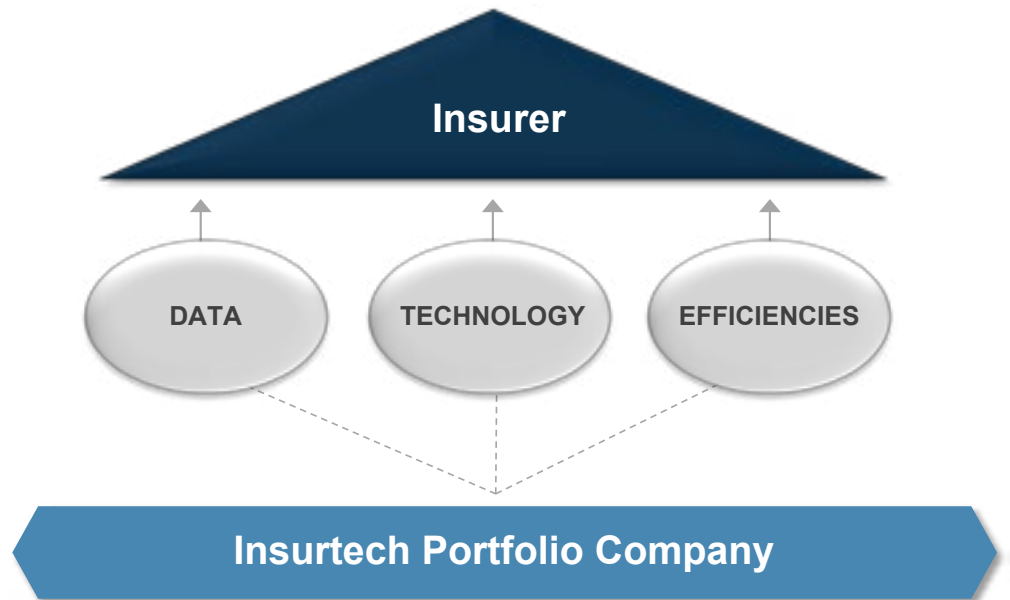 Insurer
DATA
TECHNOLOGY
EFFICIENCIES
Insurtech Portfolio Company